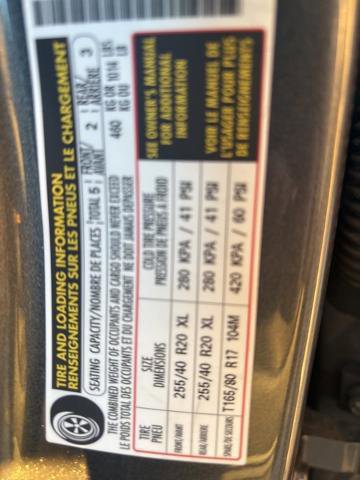 TIRE AND LOADING INFORMATION
RENSEIGNEMENTS SUR LES PNEUS ET LE CHARGEMENT
SEATING CAPACITY/NOMBRE DE PLACES TOTAL 5 FRONT/AVANT 2 REAR/ARRIÈRE 3
THE COMBINED WEIGHT OF OCCUPANTS AND CARGO SHOULD NEVER EXCEED 460 KG OR 1014 LBS
LE POIDS TOTAL DES OCCUPANTS ET DU CHARGEMENT NE DOIT JAMAIS DÉPASSER KG OU LB
TIRE SIZE COLD TIRE PRESSURE
PNEU DIMENSIONS PRESSION DE PNEUS À FROID
FRONT/AVANT 255/40 R20 XL 280 KPA / 41 PSI
REAR/ARRIÈRE 255/40 R20 XL 280 KPA / 41 PSI
SPARE/DE SECOURS T165/80 R17 104M 420 KPA / 60 PSI
SEE OWNER'S MANUAL
FOR ADDITIONAL
INFORMATION
VOIR LE MANUEL DE
L'USAGER POUR PLUS
DE RENSEIGNEMENTS